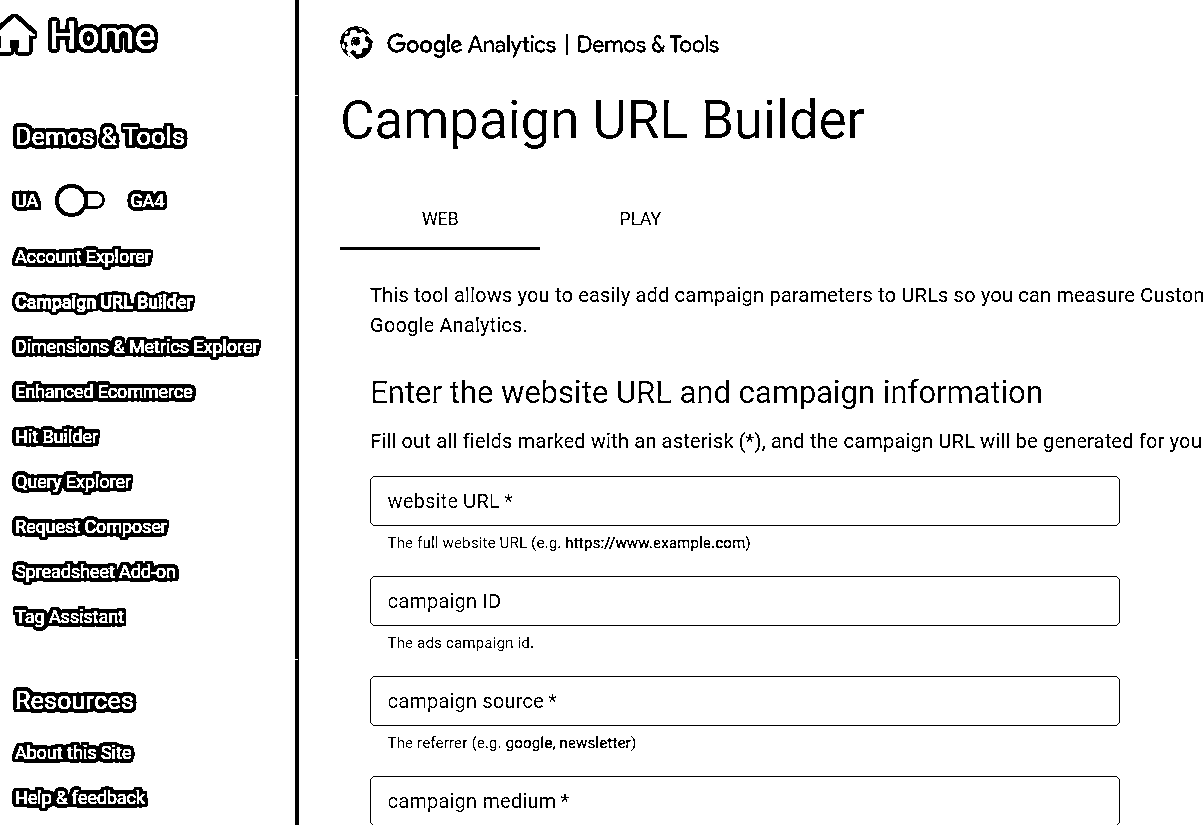 Home
Demos & Tools
UA GA4
Account Explorer
Campaign URL Builder
Dimensions & Metrics Explorer
Enhanced Ecommerce
Hit Builder
Query Explorer
Request Composer
Spreadsheet Add-on
Tag Assistant
Resources
About this Site
Help & feedback
Google Analytics | Demos & Tools
Campaign URL Builder
WEB PLAY
This tool allows you to easily add campaign parameters to URLs so you can measure Custom
Google Analytics.
Enter the website URL and campaign information
Fill out all fields marked with an asterisk (*), and the campaign URL will be generated for you
website URL *
The full website URL (e.g. https://www.example.com)
campaign ID
The ads campaign id.
campaign source *
The referrer (e.g. google, newsletter)
campaign medium *